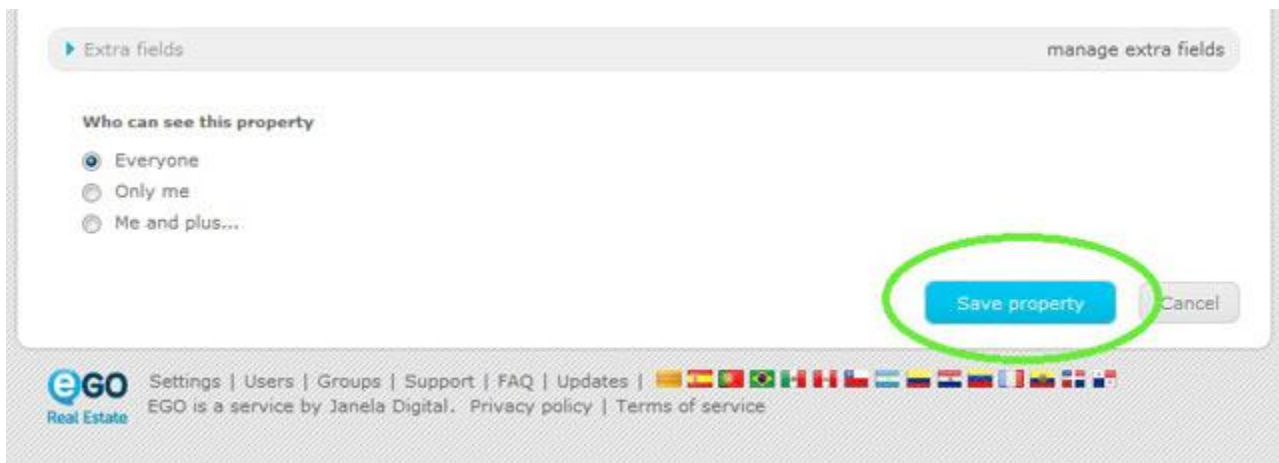 Extra fields manage extra fields
Who can see this property
Everyone
Only me
Me and plus...
Save property Cancel
eGO Settings | Users | Groups | Support | FAQ | Updates |
Real Estate EGO is a service by Janela Digital. Privacy policy | Terms of service